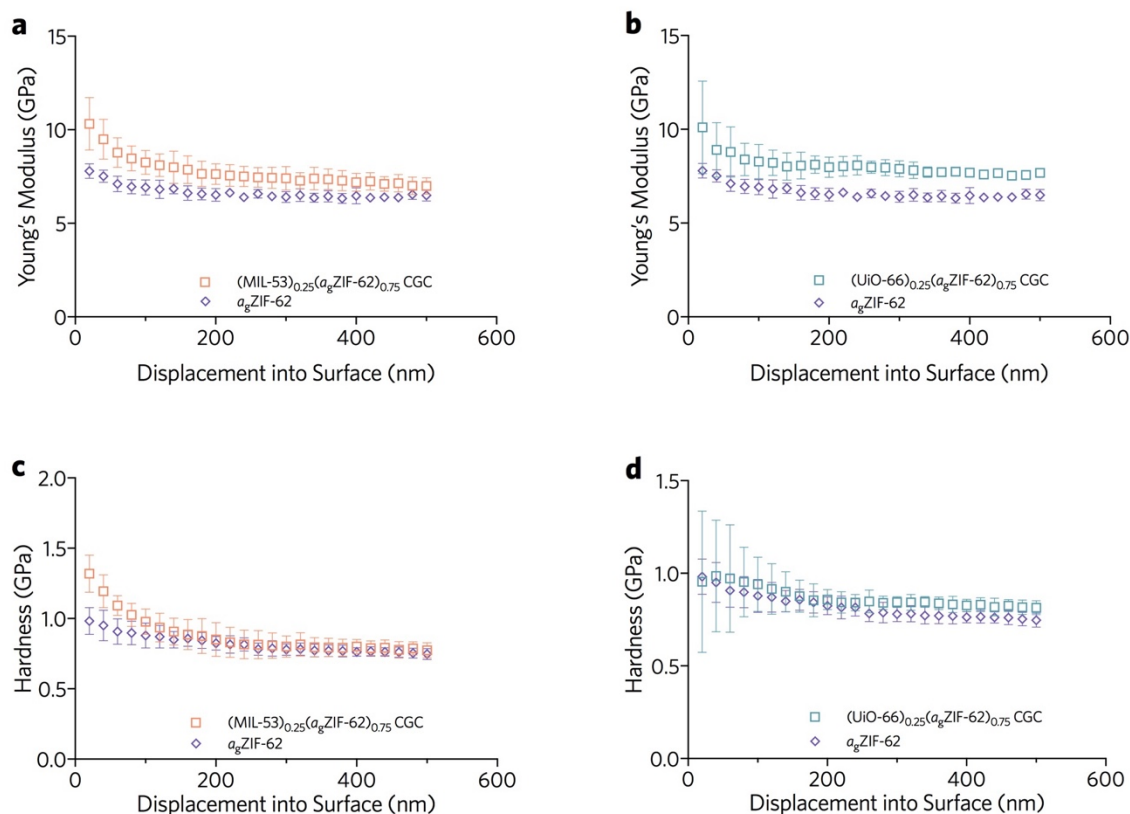 a
Young's Modulus (GPa)
15
10
5
0
(MIL-53)0.25(agZIF-62)0.75 CGC
agZIF-62
0 200 400 600
Displacement into Surface (nm)
b
Young's Modulus (GPa)
15
10
5
0
(UiO-66)0.25(agZIF-62)0.75 CGC
agZIF-62
0 200 400 600
Displacement into Surface (nm)
c
Hardness (GPa)
2.0
1.5
1.0
0.5
0.0
(MIL-53)0.25(agZIF-62)0.75 CGC
agZIF-62
0 200 400 600
Displacement into Surface (nm)
d
Hardness (GPa)
1.5
1.0
0.5
0.0
(UiO-66)0.25(agZIF-62)0.75 CGC
agZIF-62
0 200 400 600
Displacement into Surface (nm)